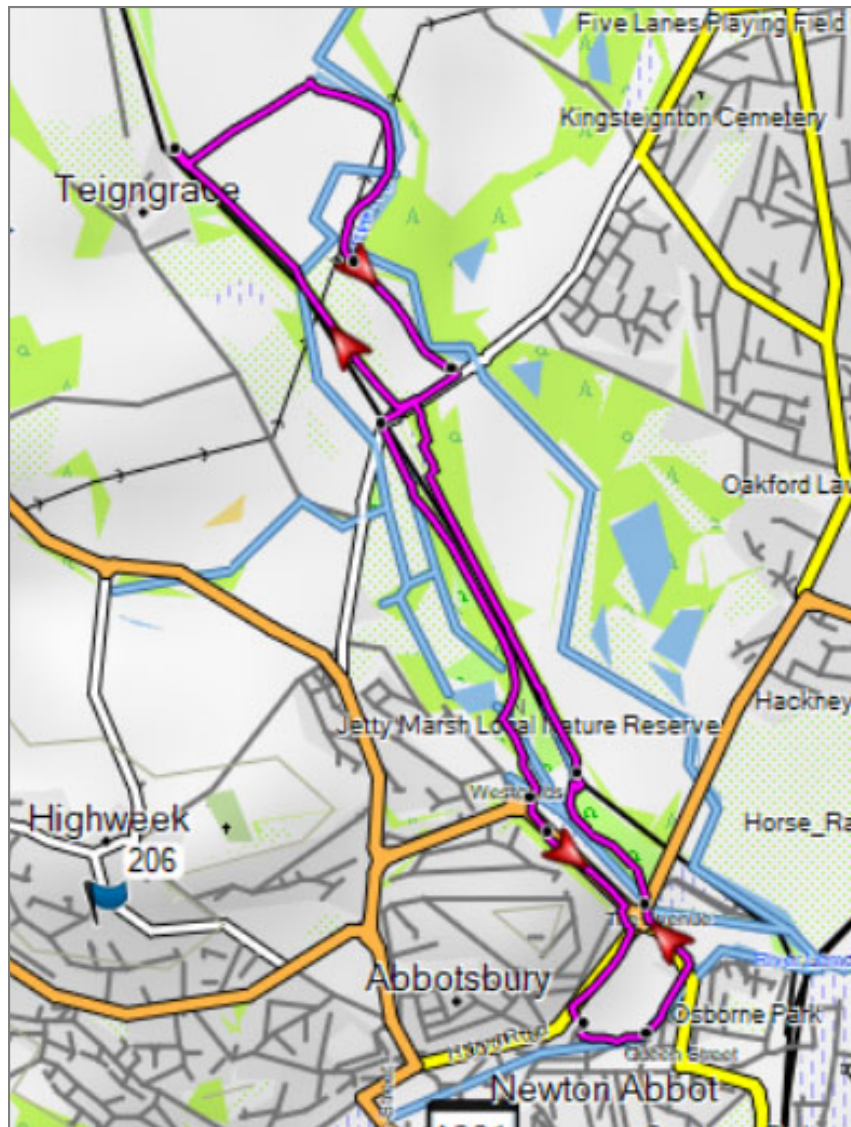 Five Lanes Playing Field
Kingsteignton Cemetery
Teigngrace
Oakford Law
Hackney
Jetty Marsh Local Nature Reserve
Highweek
206
Horse_Ra
Abbotsbury
Osborne Park
Queen Street
Newton Abbot